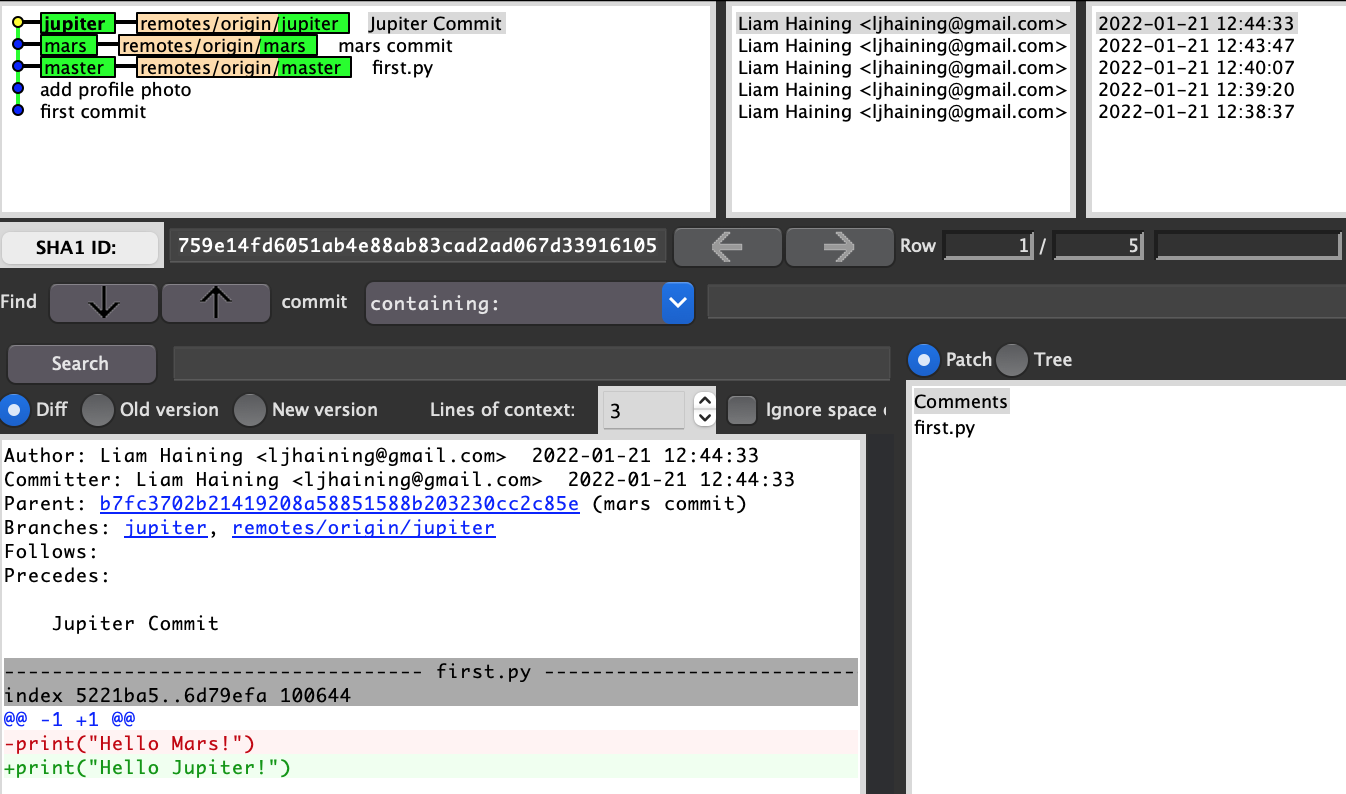 jupiter remotes/origin/jupiter Jupiter Commit Liam Haining <ljhaining@gmail.com> 2022-01-21 12:44:33
mars remotes/origin/mars mars commit Liam Haining <ljhaining@gmail.com> 2022-01-21 12:43:47
master remotes/origin/master first.py Liam Haining <ljhaining@gmail.com> 2022-01-21 12:40:07
add profile photo Liam Haining <ljhaining@gmail.com> 2022-01-21 12:39:20
first commit Liam Haining <ljhaining@gmail.com> 2022-01-21 12:38:37
SHA1 ID: 759e14fd6051ab4e88ab83cad2ad067d33916105 Row 1 / 5
Find commit containing:
Search
Patch Tree
Diff Old version New version Lines of context: 3 Ignore space
Comments
first.py
Author: Liam Haining <ljhaining@gmail.com>  2022-01-21 12:44:33
Committer: Liam Haining <ljhaining@gmail.com>  2022-01-21 12:44:33
Parent: b7fc3702b21419208a58851588b203230cc2c85e (mars commit)
Branches: jupiter, remotes/origin/jupiter
Follows:
Precedes:
Jupiter Commit
----------------------------------- first.py --------------------------
index 5221ba5..6d79efa 100644
@@ -1 +1 @@
-print("Hello Mars!")
+print("Hello Jupiter!")